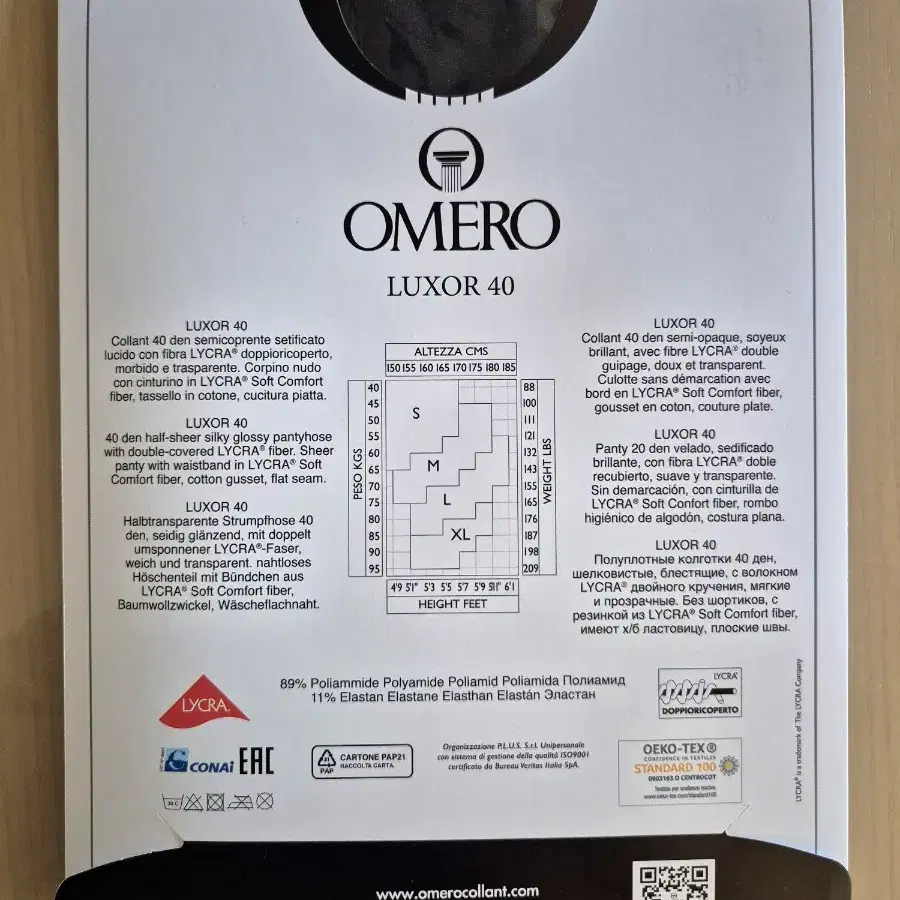 OMERO
LUXOR 40
LUXOR 40
Collant 40 den semicoprente setificato
lucido con fibra LYCRA® doppioricoperto,
morbido e trasparente. Corpino nudo
con cinturino in LYCRA® Soft Comfort
fiber, tassello in cotone, cucitura piatta.
LUXOR 40
40 den half-sheer silky glossy pantyhose
with double-covered LYCRA® fiber. Sheer
panty with waistband in LYCRA® Soft
Comfort fiber, cotton gusset, flat seam.
LUXOR 40
Halbtransparente Strumpfhose 40
den, seidig glänzend, mit doppelt
umsponnener LYCRA®-Faser,
weich und transparent. nahtloses
Höschenteil mit Bündchen aus
LYCRA® Soft Comfort fiber,
Baumwollzwickel, Wäscheflachnaht.
ALTEZZA CMS
150 155 160 165 170 175 180 185
PESO KGS
40
45
50
55
60
65
70
75
80
85
90
95
S
M
L
XL
88
100
111
121
132
143
155
165
176
187
198
209
WEIGHT LBS
4'9 5'1" 5'3 5'5 5'7 5'9 5'11" 6'1
HEIGHT FEET
LUXOR 40
Collant 40 den semi-opaque, soyeux
brillant, avec fibre LYCRA® double
guipage, doux et transparent.
Culotte sans démarcation avec
bord en LYCRA® Soft Comfort fiber,
gousset en coton, couture plate.
LUXOR 40
Panty 20 den velado, sedificado
brillante, con fibra LYCRA® doble
recubierto, suave y transparente.
Sin demarcación, con cinturilla de
LYCRA® Soft Comfort fiber, rombo
higiénico de algodón, costura plana.
LUXOR 40
Полуплотные колготки 40 ден,
шелковистые, блестящие, с волокном
LYCRA® двойного кручения, мягкие
и прозрачные. Без шортиков, с
резинкой из LYCRA® Soft Comfort fiber,
имеют х/б ластовицу, плоские швы.
LYCRA.
89% Poliammide Polyamide Poliamid Poliamida Полиамид
11% Elastan Elastane Elasthan Elastán Эластан
LYCRA®
DOPPIORICOPERTO
CONAI
EAC
21
PAP
CARTONE PAP21
RACCOLTA CARTA.
Organizzazione P.L.U.S. S.r.l. Unipersonale
con sistema di gestione della qualità ISO9001
certificato da Bureau Veritas Italia SpA.
OEKO-TEX®
CONFIDENCE IN TEXTILES
STANDARD 100
0903163.O CENTROCOT
www.oeko-tex.com/standard100
30 C
LYCRA® is a trademark of The LYCRA Company
www.omerocollant.com